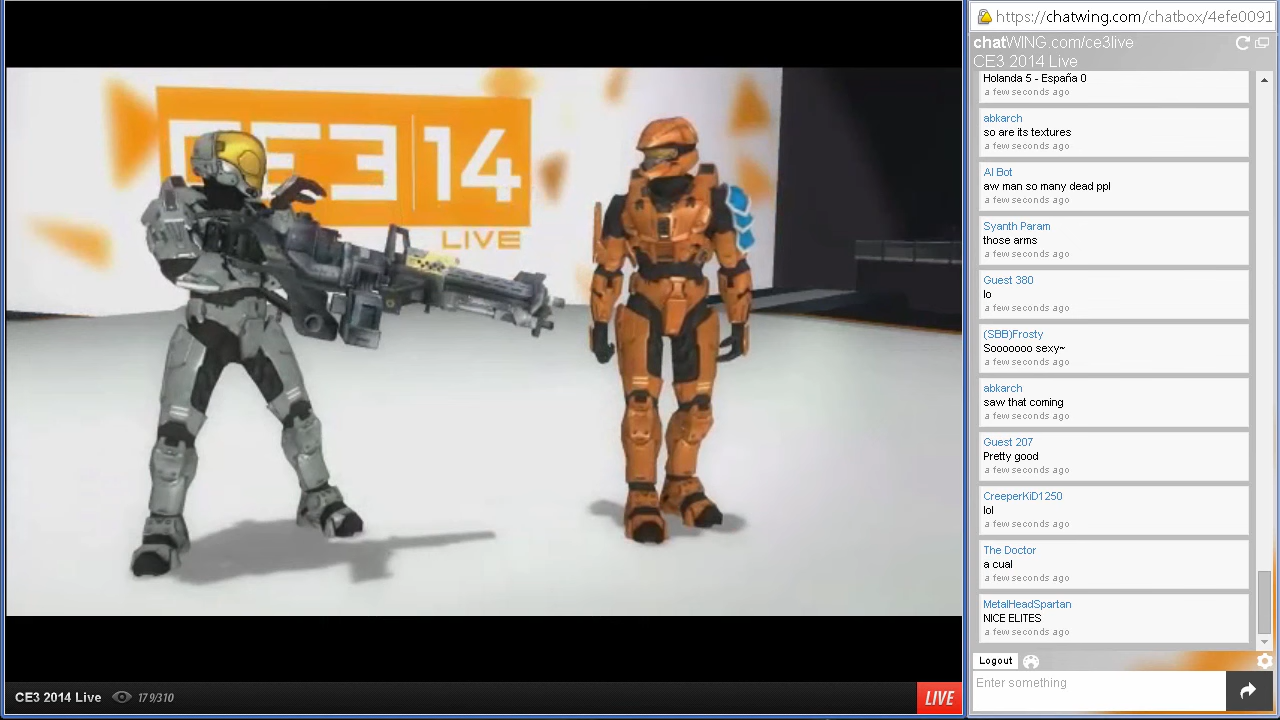 CE3 14
LIVE
CE3 2014 Live
179/310
LIVE
https://chatwing.com/chatbox/4efe0091
chatWING.com/ce3live
CE3 2014 Live
Holanda 5 - España 0
a few seconds ago
abkarch
so are its textures
a few seconds ago
Al Bot
aw man so many dead ppl
a few seconds ago
Syanth Param
those arms
a few seconds ago
Guest 380
lo
a few seconds ago
(SBB)Frosty
Sooooooo sexy~
a few seconds ago
abkarch
saw that coming
a few seconds ago
Guest 207
Pretty good
a few seconds ago
CreeperKiD1250
lol
a few seconds ago
The Doctor
a cual
a few seconds ago
MetalHeadSpartan
NICE ELITES
a few seconds ago
Logout
Enter something